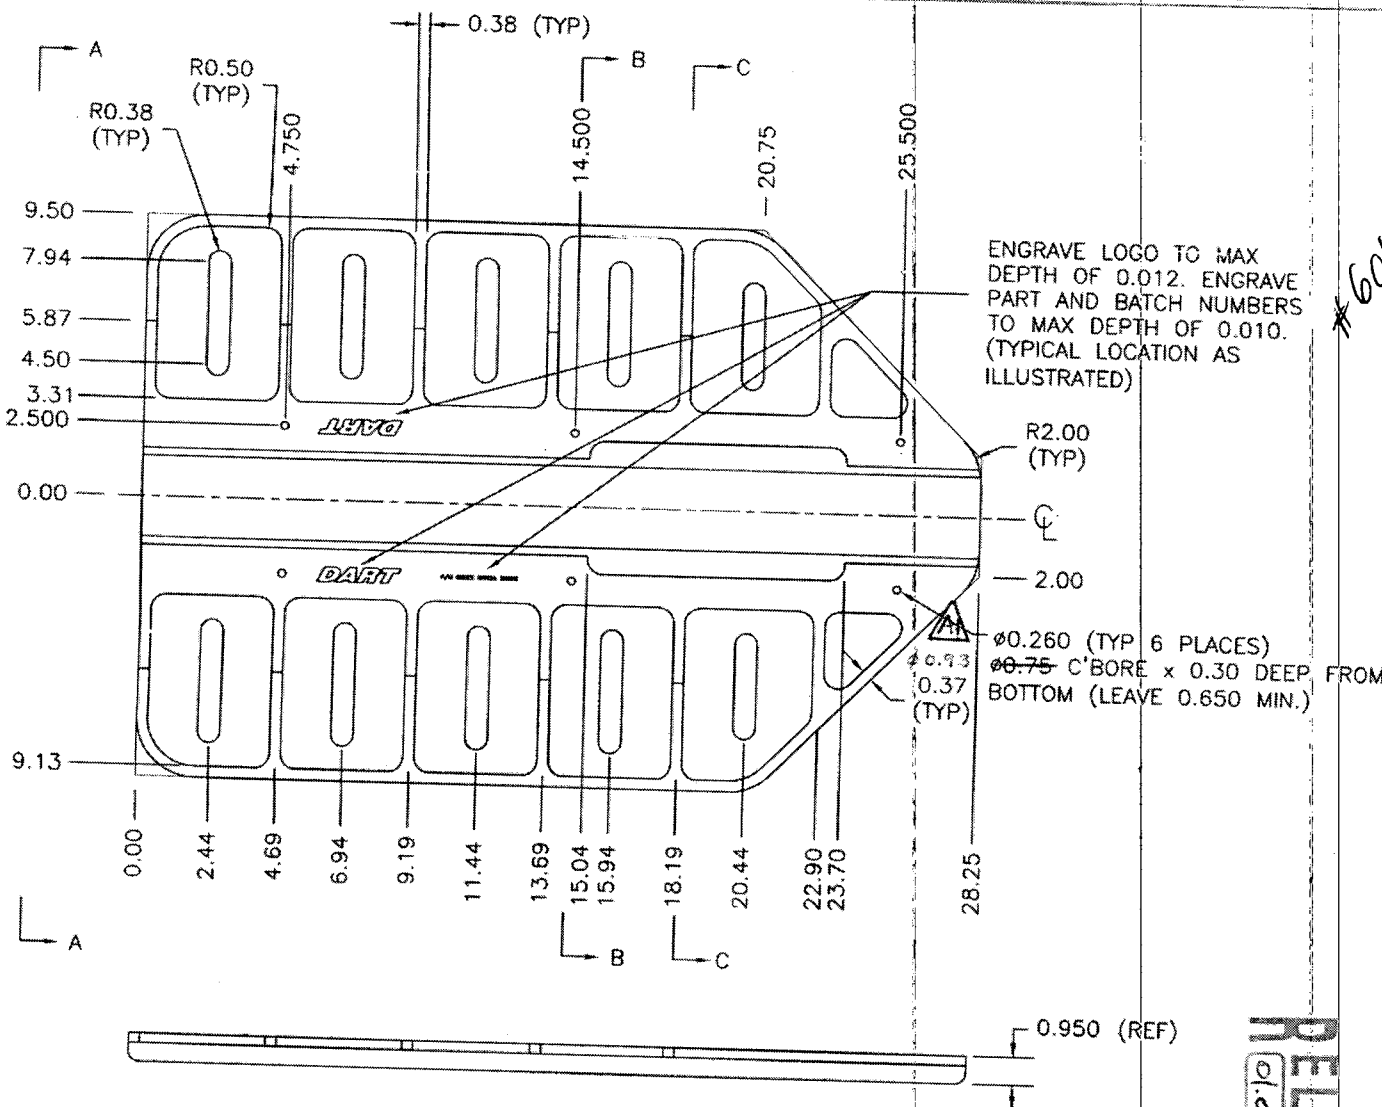 0.38 (TYP)
A
B
C
R0.50
(TYP)
R0.38
(TYP)
4.750
14.500
20.75
25.500
9.50
7.94
5.87
4.50
3.31
2.500
0.00
9.13
ENGRAVE LOGO TO MAX
DEPTH OF 0.012. ENGRAVE
PART AND BATCH NUMBERS
TO MAX DEPTH OF 0.010.
(TYPICAL LOCATION AS
ILLUSTRATED)
DART
R2.00
(TYP)
CL
DART
2.00
ø0.260 (TYP 6 PLACES)
ø0.93
ø0.75 C'BORE x 0.30 DEEP FROM
BOTTOM (LEAVE 0.650 MIN.)
0.37
(TYP)
0.00
2.44
4.69
6.94
9.19
11.44
13.69
15.04
15.94
18.19
20.44
22.90
23.70
28.25
A
B
C
0.950 (REF)